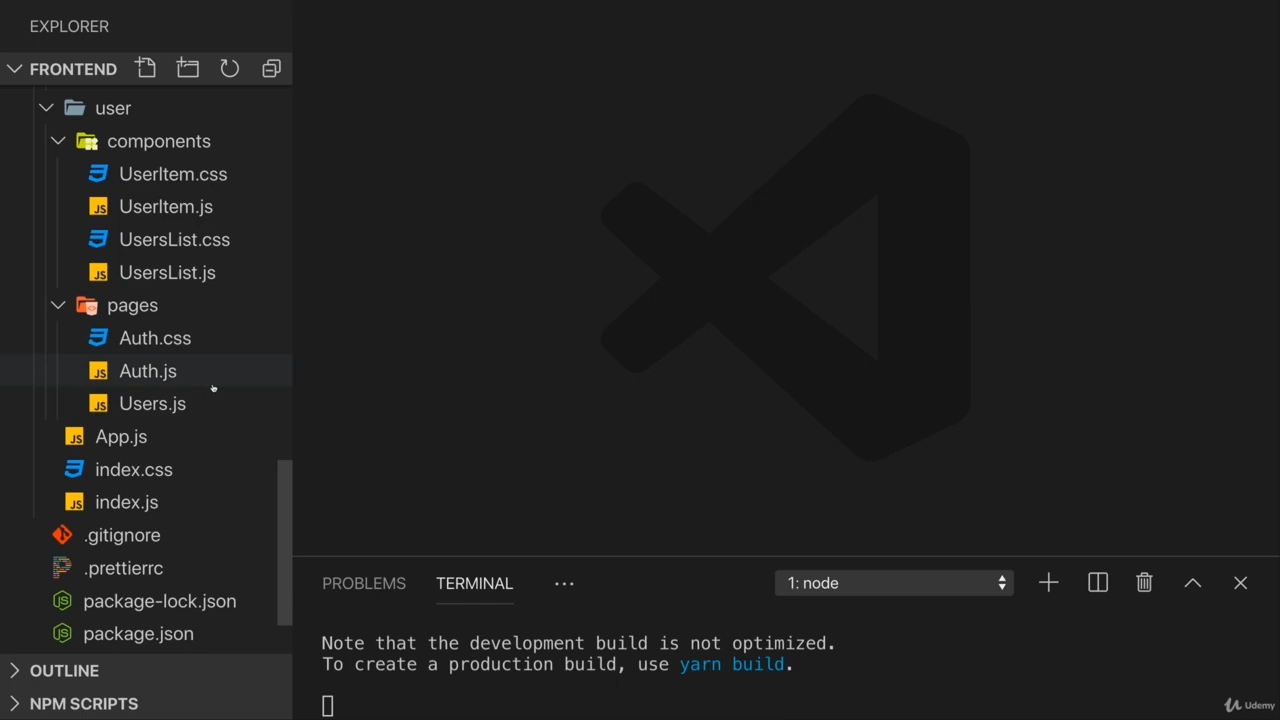 EXPLORER
FRONTEND
user
components
UserItem.css
UserItem.js
UsersList.css
UsersList.js
pages
Auth.css
Auth.js
Users.js
App.js
index.css
index.js
.gitignore
.prettierrc
package-lock.json
package.json
OUTLINE
NPM SCRIPTS
PROBLEMS TERMINAL ··· 1: node
Note that the development build is not optimized.
To create a production build, use yarn build.
Udemy